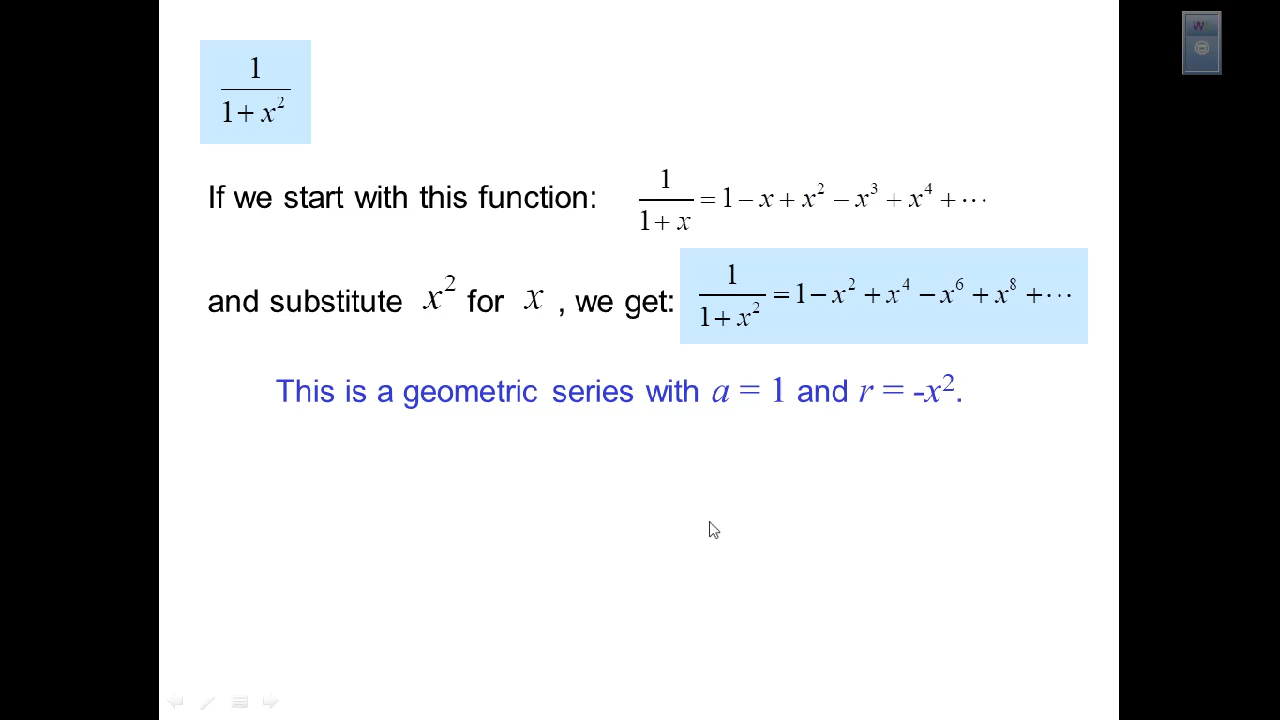 1/(1 + x²)
If we start with this function: 1/(1 + x) = 1 − x + x² − x³ + x⁴ + ⋯
and substitute x² for x , we get: 1/(1 + x²) = 1 − x² + x⁴ − x⁶ + x⁸ + ⋯
This is a geometric series with a = 1 and r = -x².